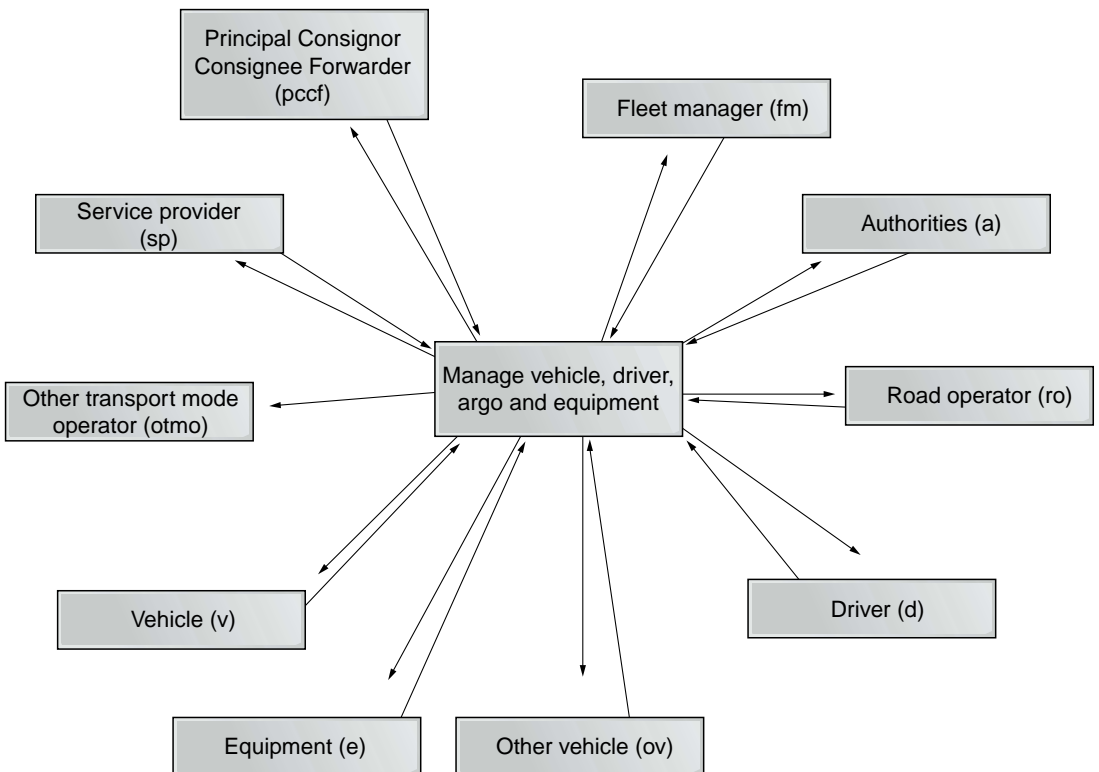 Principal Consignor
Consignee Forwarder
(pccf)
Fleet manager (fm)
Service provider
(sp)
Authorities (a)
Manage vehicle, driver,
argo and equipment
Other transport mode
operator (otmo)
Road operator (ro)
Vehicle (v)
Driver (d)
Equipment (e)
Other vehicle (ov)